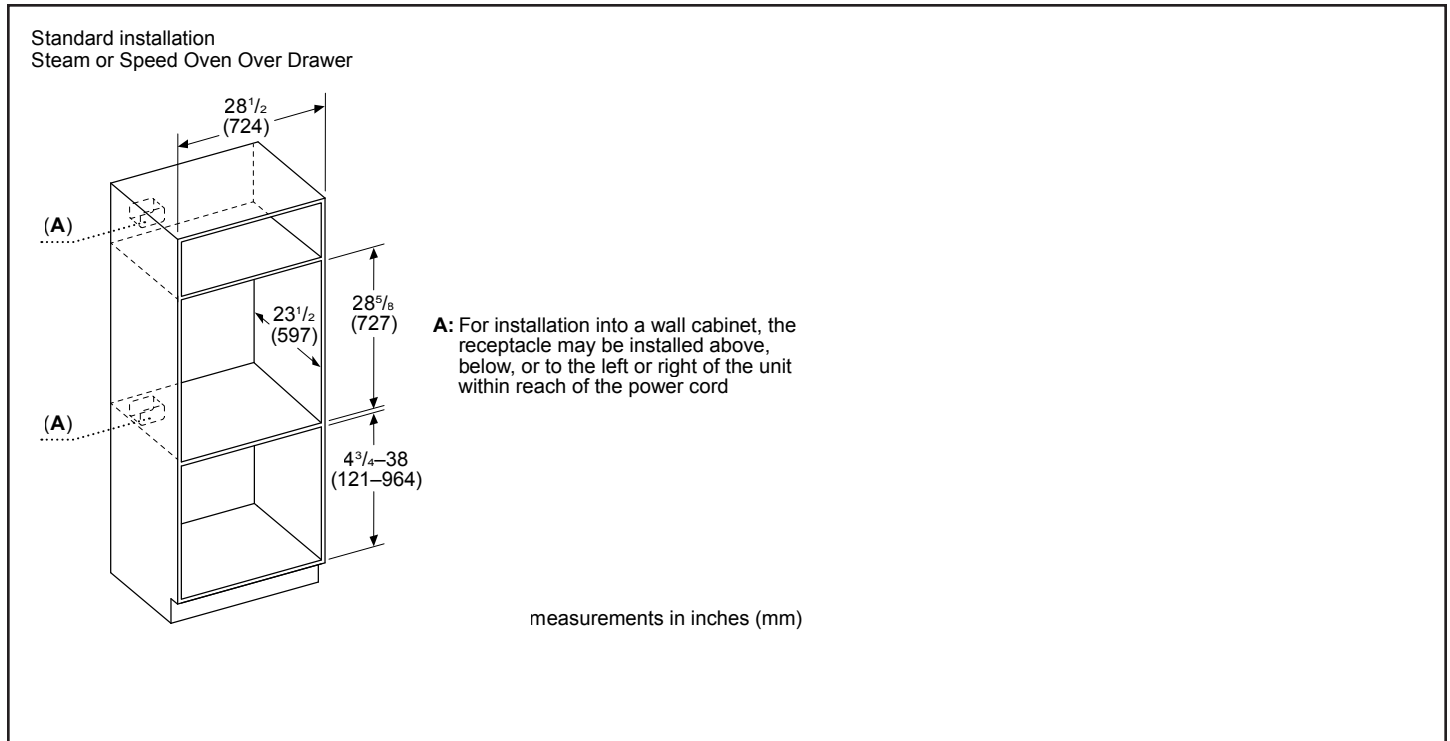 Standard installation
Steam or Speed Oven Over Drawer
28¹/₂
(724)
(A)
23¹/₂
(597)
28⁵/₈
(727)
A: For installation into a wall cabinet, the
receptacle may be installed above,
below, or to the left or right of the unit
within reach of the power cord
(A)
4³/₄–38
(121–964)
measurements in inches (mm)